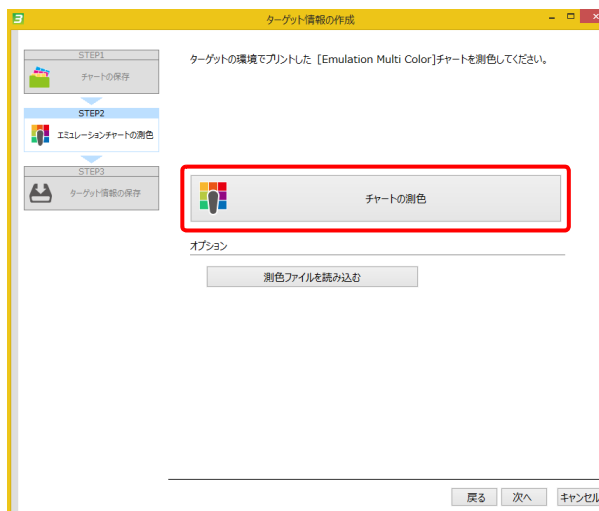 ターゲット情報の作成
STEP1
チャートの保存
STEP2
エミュレーションチャートの測色
STEP3
ターゲット情報の保存
ターゲットの環境でプリントした [Emulation Multi Color]チャートを測色してください。
チャートの測色
オプション
測色ファイルを読み込む
戻る
次へ
キャンセル